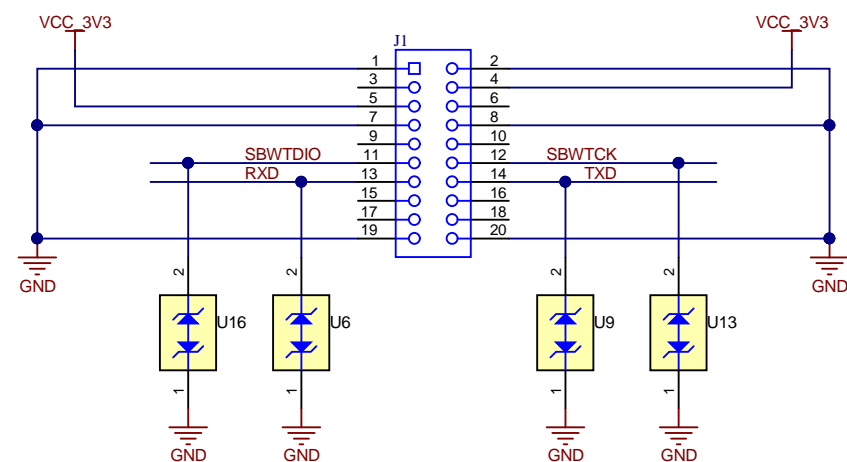 VCC_3V3 VCC_3V3
J1
1 2
3 4
5 6
7 8
9 10
SBWTDIO 11 12 SBWTCK
RXD 13 14 TXD
15 16
17 18
19 20
2 2 2 2
GND GND
U16 U6 U9 U13
1 1 1 1
GND GND GND GND